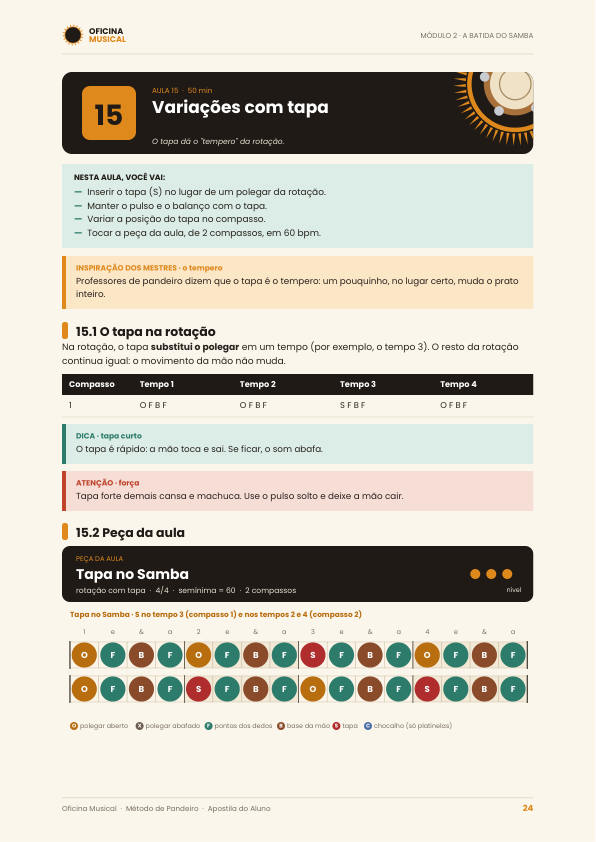 OFICINA
MUSICAL
MÓDULO 2 · A BATIDA DO SAMBA
15
AULA 15 · 50 min
Variações com tapa
O tapa dá o "tempero" da rotação.
NESTA AULA, VOCÊ VAI:
— Inserir o tapa (S) no lugar de um polegar da rotação.
— Manter o pulso e o balanço com o tapa.
— Variar a posição do tapa no compasso.
— Tocar a peça da aula, de 2 compassos, em 60 bpm.
INSPIRAÇÃO DOS MESTRES · o tempero
Professores de pandeiro dizem que o tapa é o tempero: um pouquinho, no lugar certo, muda o prato
inteiro.
15.1 O tapa na rotação
Na rotação, o tapa substitui o polegar em um tempo (por exemplo, o tempo 3). O resto da rotação
continua igual: o movimento da mão não muda.
Compasso Tempo 1 Tempo 2 Tempo 3 Tempo 4
1 O F B F O F B F S F B F O F B F
DICA · tapa curto
O tapa é rápido: a mão toca e sai. Se ficar, o som abafa.
ATENÇÃO · força
Tapa forte demais cansa e machuca. Use o pulso solto e deixe a mão cair.
15.2 Peça da aula
PEÇA DA AULA
Tapa no Samba
rotação com tapa · 4/4 · semínima = 60 · 2 compassos
nível
Tapa no Samba · S no tempo 3 (compasso 1) e nos tempos 2 e 4 (compasso 2)
1 e & a 2 e & a 3 e & a 4 e & a
O F B F O F B F S F B F O F B F
O F B F S F B F O F B F S F B F
O polegar aberto X polegar abafado F pontas dos dedos B base da mão S tapa C chocalho (só platinelas)
Oficina Musical · Método de Pandeiro · Apostila do Aluno
24